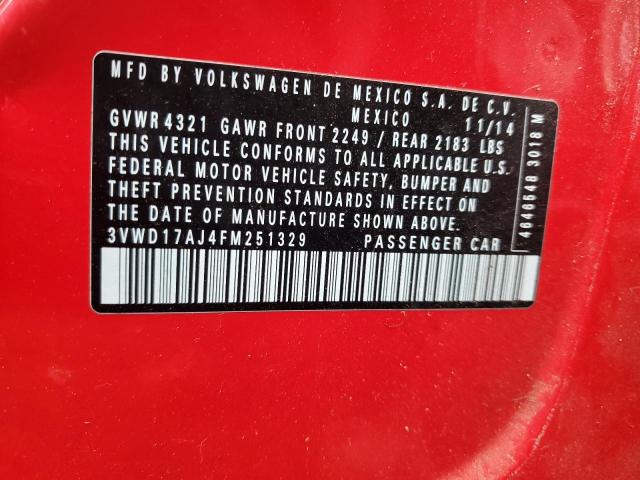 MFD BY VOLKSWAGEN DE MEXICO S.A. DE C.V.
MEXICO 11/14
GVWR 4321 GAWR FRONT 2249 / REAR 2183 LBS
THIS VEHICLE CONFORMS TO ALL APPLICABLE U.S.
FEDERAL MOTOR VEHICLE SAFETY, BUMPER AND
THEFT PREVENTION STANDARDS IN EFFECT ON
THE DATE OF MANUFACTURE SHOWN ABOVE.
3VWD17AJ4FM251329 PASSENGER CAR
4646648 3018 M